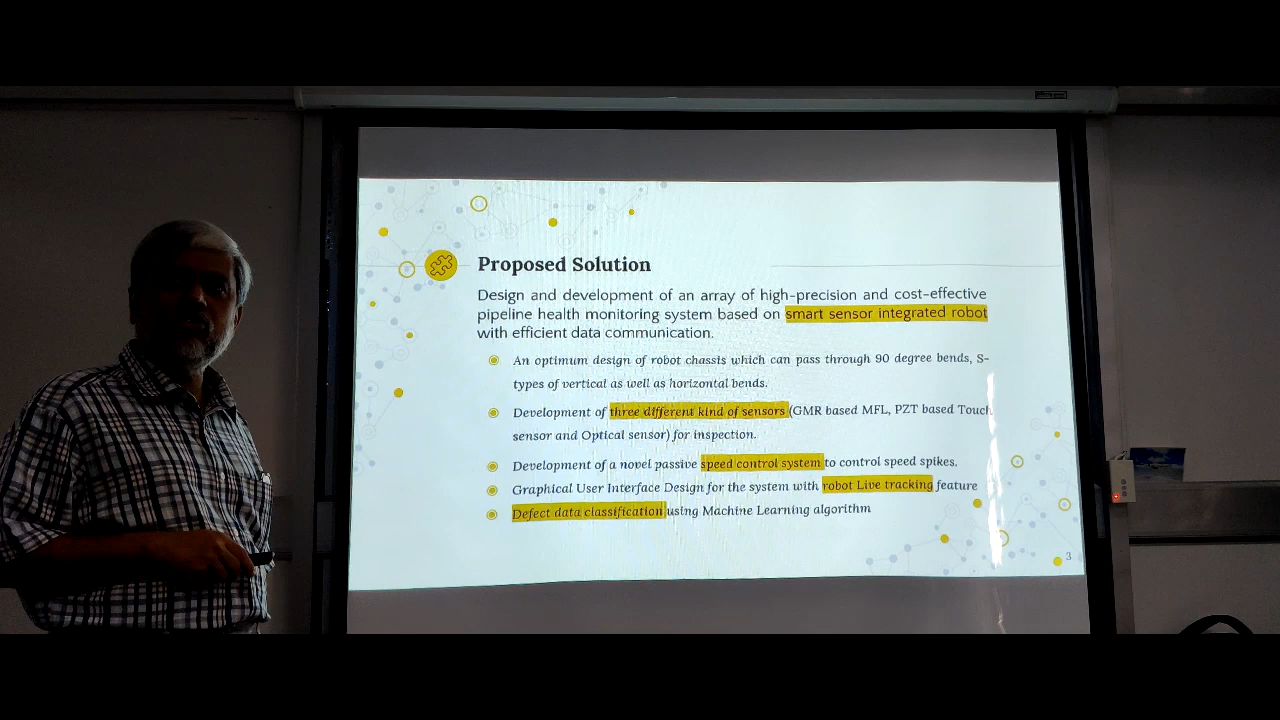 Proposed Solution
Design and development of an array of high-precision and cost-effective
pipeline health monitoring system based on smart sensor integrated robot
with efficient data communication.
An optimum design of robot chassis which can pass through 90 degree bends, S-
types of vertical as well as horizontal bends.
Development of three different kind of sensors (GMR based MFL, PZT based Touch
sensor and Optical sensor) for inspection.
Development of a novel passive speed control system to control speed spikes.
Graphical User Interface Design for the system with robot Live tracking feature
Defect data classification using Machine Learning algorithm
3